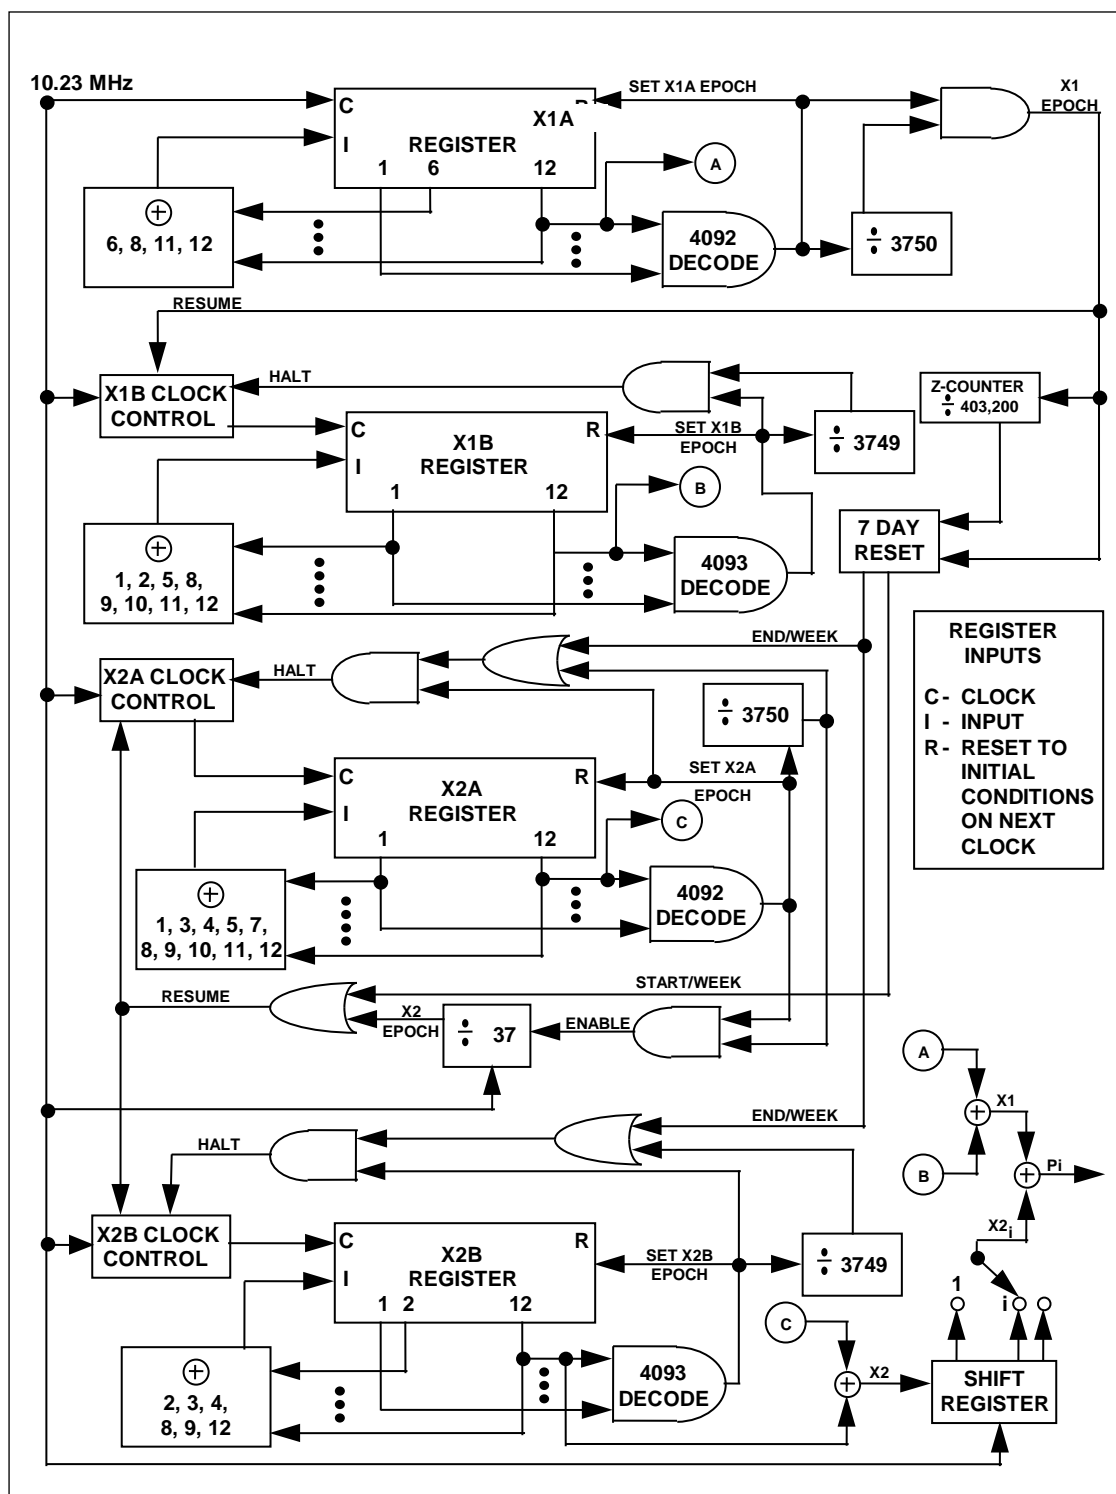 10.23 MHz
C
I
X1A
REGISTER
1 6 12
R
SET X1A EPOCH
X1
EPOCH
A
⊕
6, 8, 11, 12
4092
DECODE
÷ 3750
RESUME
X1B CLOCK
CONTROL
HALT
Z-COUNTER
÷ 403,200
C
I
R
X1B
REGISTER
1 12
SET X1B
EPOCH
÷ 3749
B
⊕
1, 2, 5, 8,
9, 10, 11, 12
4093
DECODE
7 DAY
RESET
END/WEEK
REGISTER
INPUTS
C - CLOCK
I - INPUT
R - RESET TO
INITIAL
CONDITIONS
ON NEXT
CLOCK
X2A CLOCK
CONTROL
HALT
÷ 3750
C
I
R
X2A
REGISTER
1 12
SET X2A
EPOCH
C
⊕
1, 3, 4, 5, 7,
8, 9, 10, 11, 12
4092
DECODE
RESUME
START/WEEK
X2
EPOCH
÷ 37
ENABLE
A
X1
⊕
B
⊕
Pi
X2i
END/WEEK
HALT
X2B CLOCK
CONTROL
C
I
R
X2B
REGISTER
1 2 12
SET X2B
EPOCH
÷ 3749
1
i
⊕
2, 3, 4,
8, 9, 12
4093
DECODE
C
⊕
X2
SHIFT
REGISTER